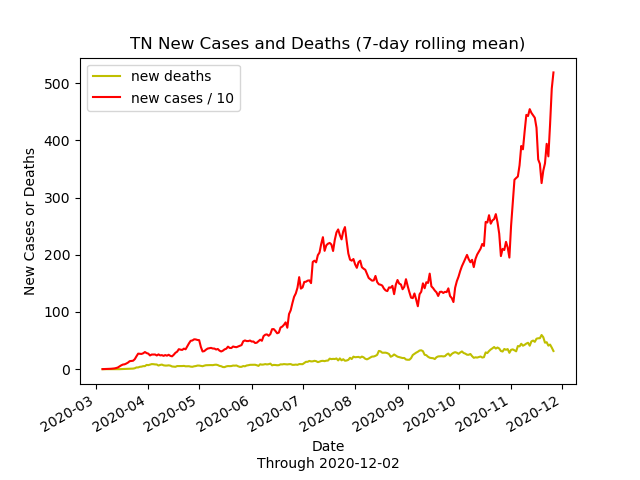 TN New Cases and Deaths (7-day rolling mean)
new deaths
new cases / 10
New Cases or Deaths
500
400
300
200
100
0
2020-03
2020-04
2020-05
2020-06
2020-07
2020-08
2020-09
2020-10
2020-11
2020-12
Date
Through 2020-12-02